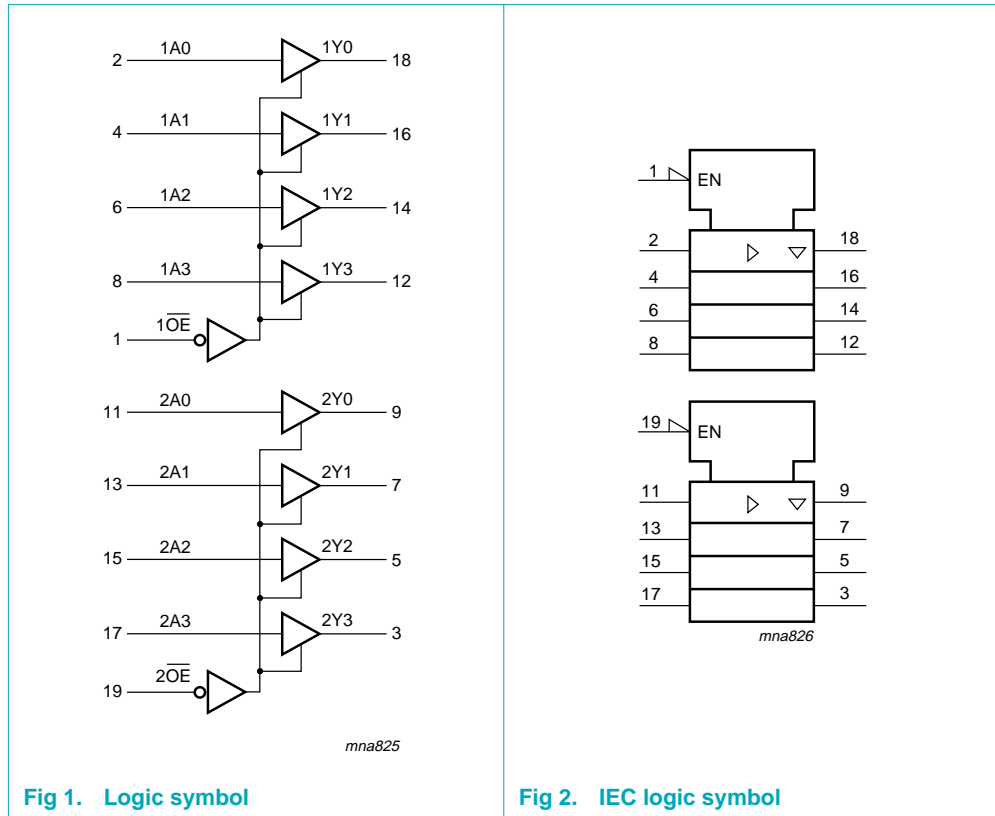 2 1A0 1Y0 18
4 1A1 1Y1 16
6 1A2 1Y2 14
8 1A3 1Y3 12
1 1O̅E̅
11 2A0 2Y0 9
13 2A1 2Y1 7
15 2A2 2Y2 5
17 2A3 2Y3 3
19 2O̅E̅
mna825
Fig 1. Logic symbol
1 EN
2 18
4 16
6 14
8 12
19 EN
11 9
13 7
15 5
17 3
mna826
Fig 2. IEC logic symbol